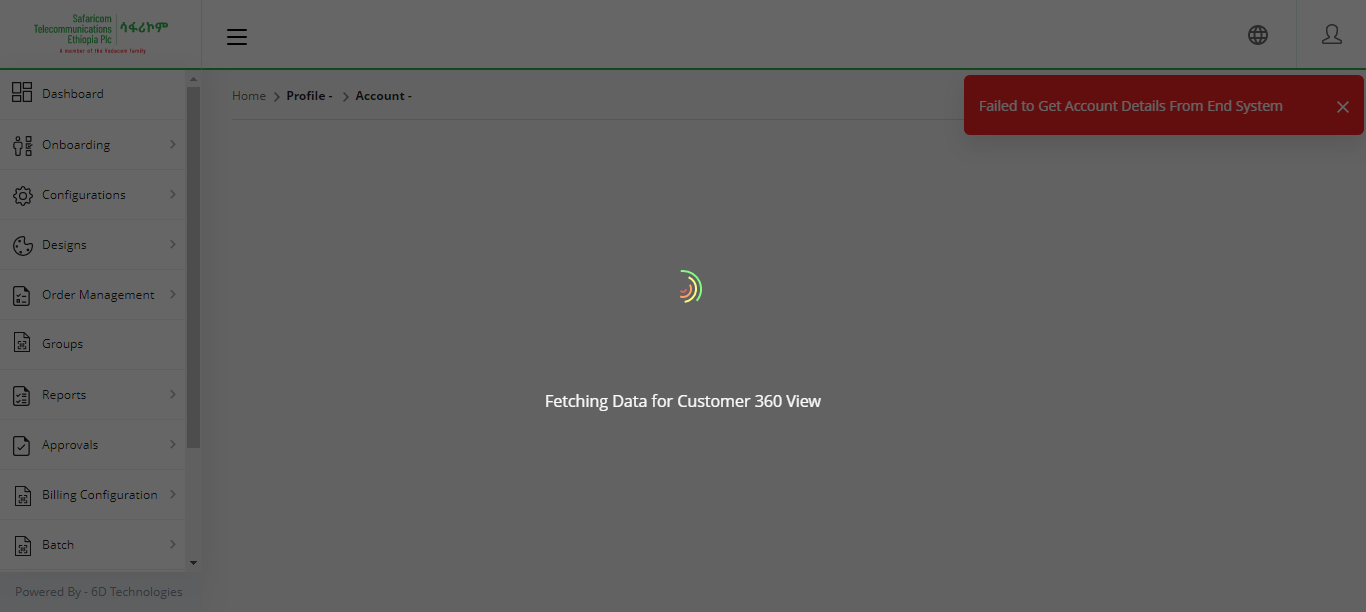 Safaricom
Telecommunications
Ethiopia Plc
ሳፋሪኮም
A member of the Vodacom family
Home > Profile - > Account -
Failed to Get Account Details From End System
Dashboard
Onboarding
Configurations
Designs
Order Management
Groups
Reports
Approvals
Billing Configuration
Batch
Fetching Data for Customer 360 View
Powered By - 6D Technologies